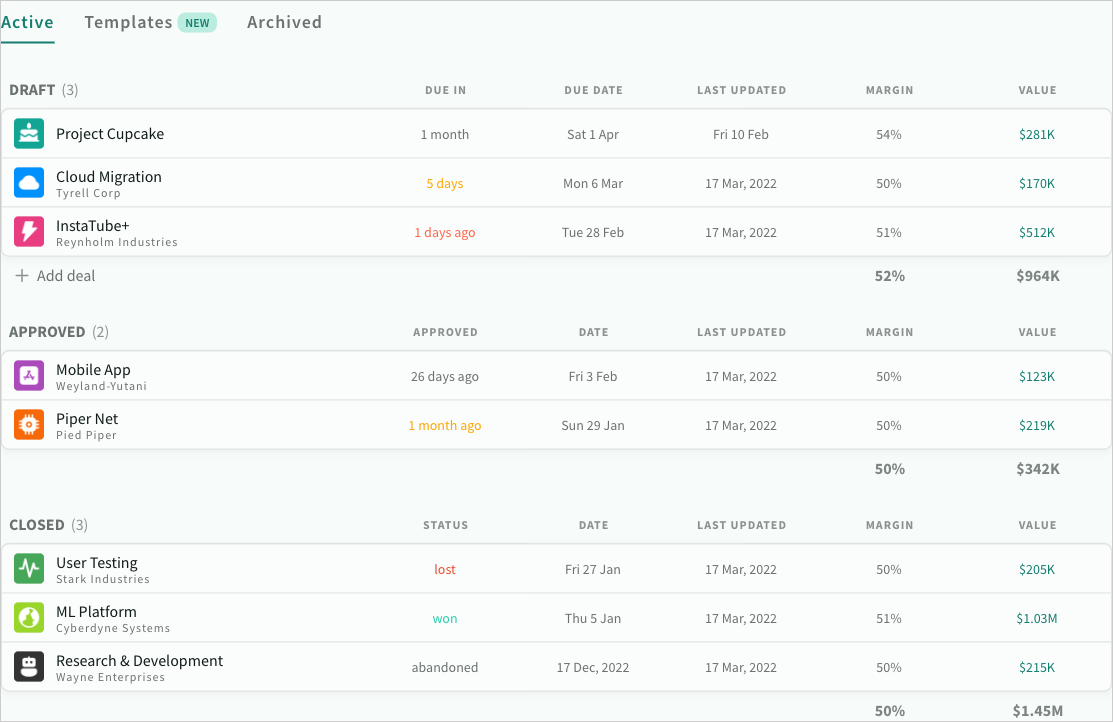 Active Templates NEW Archived
DRAFT (3) DUE IN DUE DATE LAST UPDATED MARGIN VALUE
Project Cupcake 1 month Sat 1 Apr Fri 10 Feb 54% $281K
Cloud Migration 5 days Mon 6 Mar 17 Mar, 2022 50% $170K
Tyrell Corp
InstaTube+ 1 days ago Tue 28 Feb 17 Mar, 2022 51% $512K
Reynholm Industries
+ Add deal 52% $964K
APPROVED (2) APPROVED DATE LAST UPDATED MARGIN VALUE
Mobile App 26 days ago Fri 3 Feb 17 Mar, 2022 50% $123K
Weyland-Yutani
Piper Net 1 month ago Sun 29 Jan 17 Mar, 2022 50% $219K
Pied Piper
50% $342K
CLOSED (3) STATUS DATE LAST UPDATED MARGIN VALUE
User Testing lost Fri 27 Jan 17 Mar, 2022 50% $205K
Stark Industries
ML Platform won Thu 5 Jan 17 Mar, 2022 51% $1.03M
Cyberdyne Systems
Research & Development abandoned 17 Dec, 2022 17 Mar, 2022 50% $215K
Wayne Enterprises
50% $1.45M